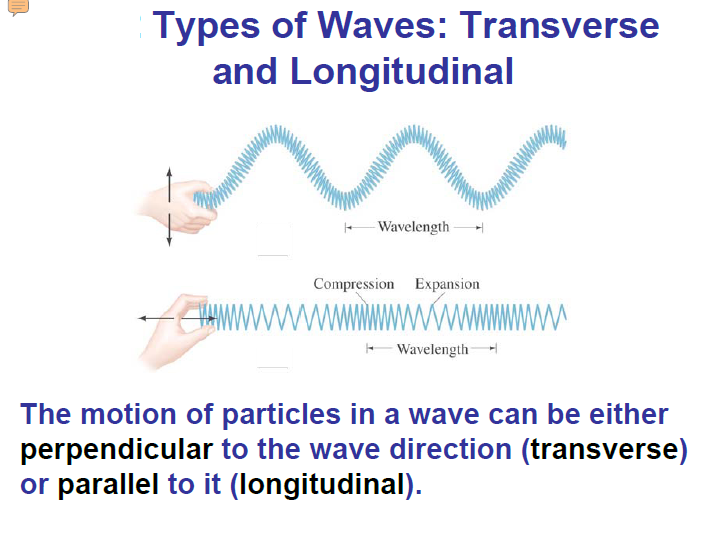 Types of Waves: Transverse
and Longitudinal
Wavelength
Compression Expansion
Wavelength
The motion of particles in a wave can be either
perpendicular to the wave direction (transverse)
or parallel to it (longitudinal).